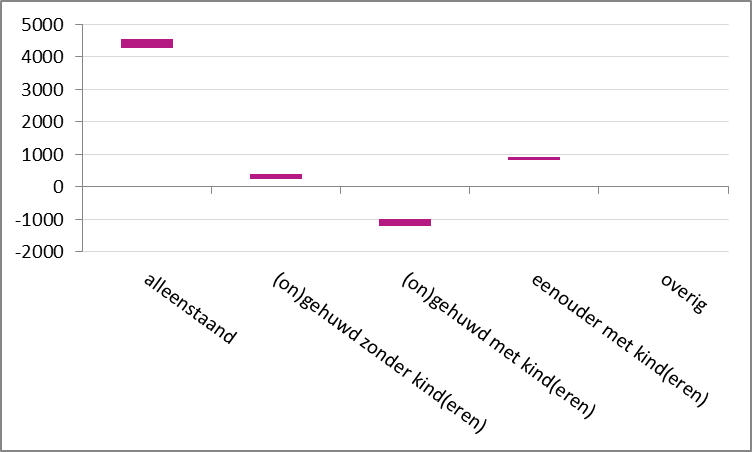 5000
4000
3000
2000
1000
0
-1000
-2000
alleenstaand
(on)gehuwd zonder kind(eren)
(on)gehuwd met kind(eren)
eenouder met kind(eren)
overig